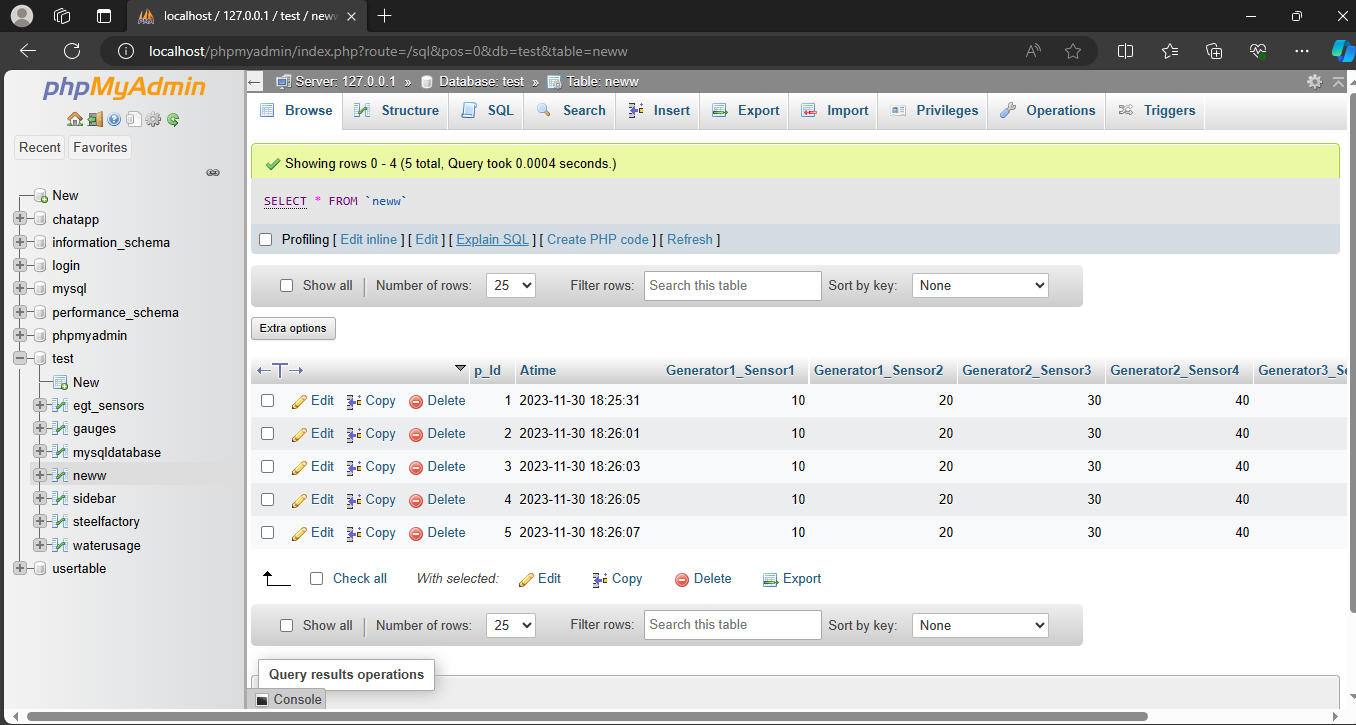 localhost / 127.0.0.1 / test / neww
localhost/phpmyadmin/index.php?route=/sql&pos=0&db=test&table=neww
phpMyAdmin
Recent Favorites
New
chatapp
information_schema
login
mysql
performance_schema
phpmyadmin
test
New
egt_sensors
gauges
mysqldatabase
neww
sidebar
steelfactory
waterusage
usertable
Server: 127.0.0.1 » Database: test » Table: neww
Browse Structure SQL Search Insert Export Import Privileges Operations Triggers
Showing rows 0 - 4 (5 total, Query took 0.0004 seconds.)
SELECT * FROM `neww`
Profiling [ Edit inline ] [ Edit ] [ Explain SQL ] [ Create PHP code ] [ Refresh ]
Show all Number of rows: 25 Filter rows: Search this table Sort by key: None
Extra options
p_Id Atime Generator1_Sensor1 Generator1_Sensor2 Generator2_Sensor3 Generator2_Sensor4 Generator3_Se
Edit Copy Delete 1 2023-11-30 18:25:31 10 20 30 40
Edit Copy Delete 2 2023-11-30 18:26:01 10 20 30 40
Edit Copy Delete 3 2023-11-30 18:26:03 10 20 30 40
Edit Copy Delete 4 2023-11-30 18:26:05 10 20 30 40
Edit Copy Delete 5 2023-11-30 18:26:07 10 20 30 40
Check all With selected: Edit Copy Delete Export
Show all Number of rows: 25 Filter rows: Search this table Sort by key: None
Query results operations
Console